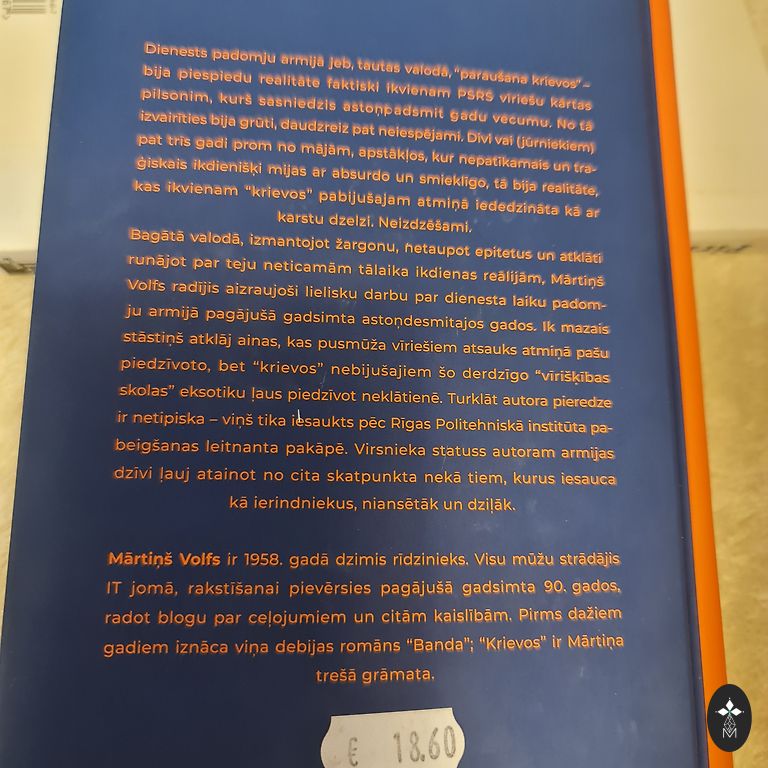 Dienests padomju armijā jeb, tautas valodā, "paraušana krievos" –
bija piespiedu realitāte faktiski ikvienam PSRS vīriešu kārtas
pilsonim, kurš sasniedzis astoņpadsmit gadu vecumu. No tā
izvairīties bija grūti, daudzreiz pat neiespējami. Divi vai (jūrniekiem)
pat trīs gadi prom no mājām, apstākļos, kur nepatīkamais un tra-
ģiskais ikdienišķi mijas ar absurdo un smieklīgo, tā bija realitāte,
kas ikvienam "krievos" pabijušajam atmiņā iededzināta kā ar
karstu dzelzi. Neizdzēšami.
Bagātā valodā, izmantojot žargonu, netaupot epitetus un atklāti
runājot par teju neticamām tālaika ikdienas reālijām, Mārtiņš
Volfs radījis aizraujoši lielisku darbu par dienesta laiku padom-
ju armijā pagājušā gadsimta astoņdesmitajos gados. Ik mazais
stāstiņš atklāj ainas, kas pusmūža vīriešiem atsauks atmiņā pašu
piedzīvoto, bet "krievos" nebijušajiem šo derdzīgo "vīrišķības
skolas" eksotiku ļaus piedzīvot neklātienē. Turklāt autora pieredze
ir netipiska – viņš tika iesaukts pēc Rīgas Politehniskā institūta pa-
beigšanas leitnanta pakāpē. Virsnieka statuss autoram armijas
dzīvi ļauj atainot no cita skatpunkta nekā tiem, kurus iesauca
kā ierindniekus, niansētāk un dziļāk.
Mārtiņš Volfs ir 1958. gadā dzimis rīdzinieks. Visu mūžu strādājis
IT jomā, rakstīšanai pievērsies pagājušā gadsimta 90. gados,
radot blogu par ceļojumiem un citām kaislībām. Pirms dažiem
gadiem iznāca viņa debijas romāns "Banda"; "Krievos" ir Mārtiņa
trešā grāmata.
€ 18.60